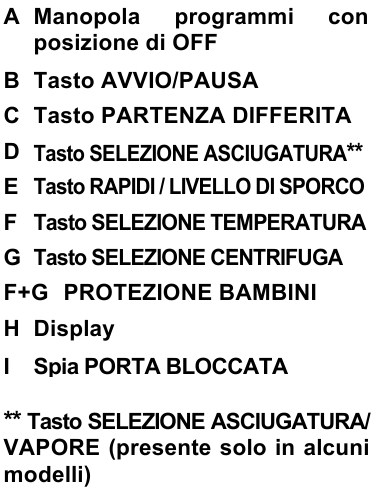 A Manopola programmi con
posizione di OFF
B Tasto AVVIO/PAUSA
C Tasto PARTENZA DIFFERITA
D Tasto SELEZIONE ASCIUGATURA**
E Tasto RAPIDI / LIVELLO DI SPORCO
F Tasto SELEZIONE TEMPERATURA
G Tasto SELEZIONE CENTRIFUGA
F+G PROTEZIONE BAMBINI
H Display
I Spia PORTA BLOCCATA
** Tasto SELEZIONE ASCIUGATURA/
VAPORE (presente solo in alcuni
modelli)